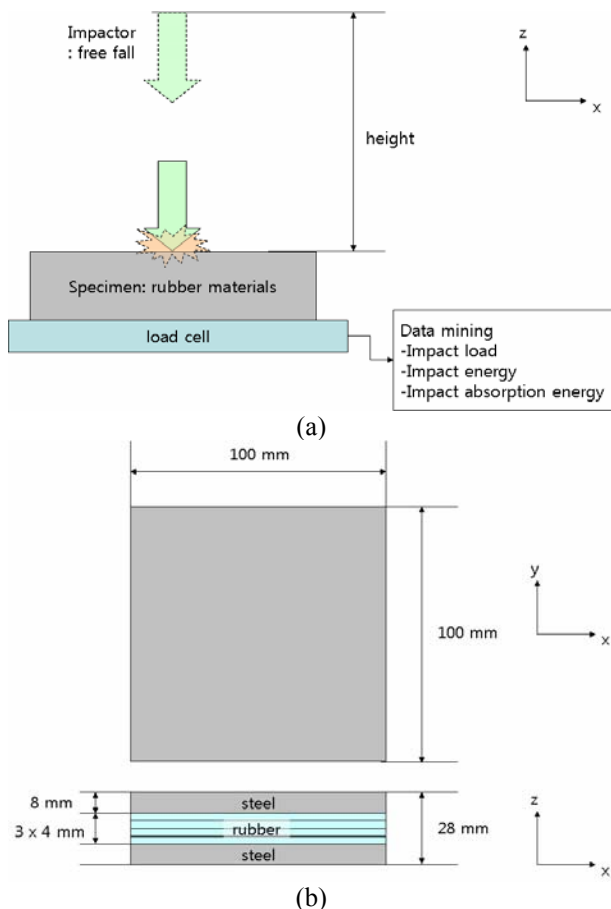 Impactor
: free fall
z
x
height
Specimen: rubber materials
load cell
Data mining
-Impact load
-Impact energy
-Impact absorption energy
(a)
100 mm
y
x
100 mm
8 mm
steel
z
3 x 4 mm
rubber
28 mm
steel
x
(b)